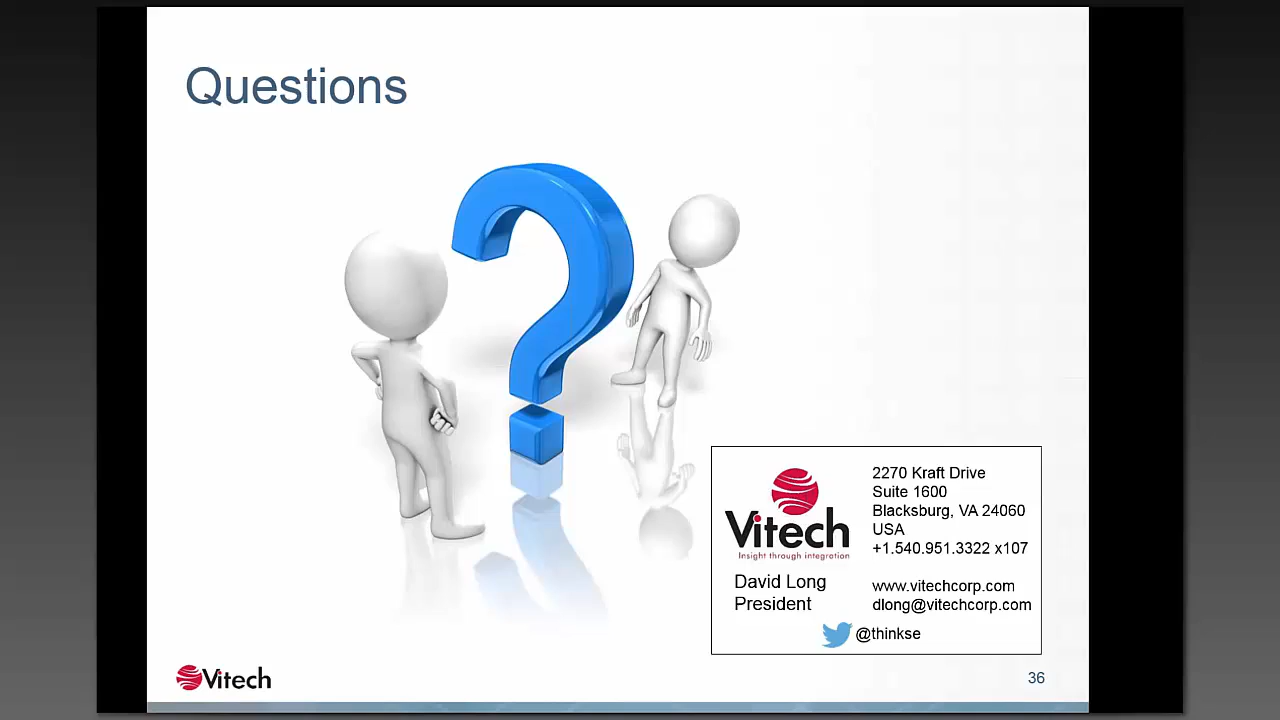 Questions
Vitech
Insight through integration
David Long
President
2270 Kraft Drive
Suite 1600
Blacksburg, VA 24060
USA
+1.540.951.3322 x107
www.vitechcorp.com
dlong@vitechcorp.com
@thinkse
Vitech
36